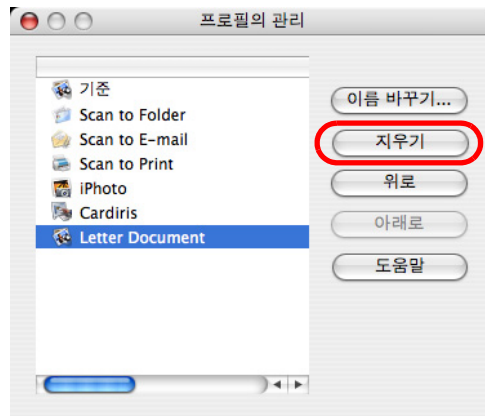 프로필의 관리
기준
Scan to Folder
Scan to E-mail
Scan to Print
iPhoto
Cardiris
Letter Document
이름 바꾸기...
지우기
위로
아래로
도움말